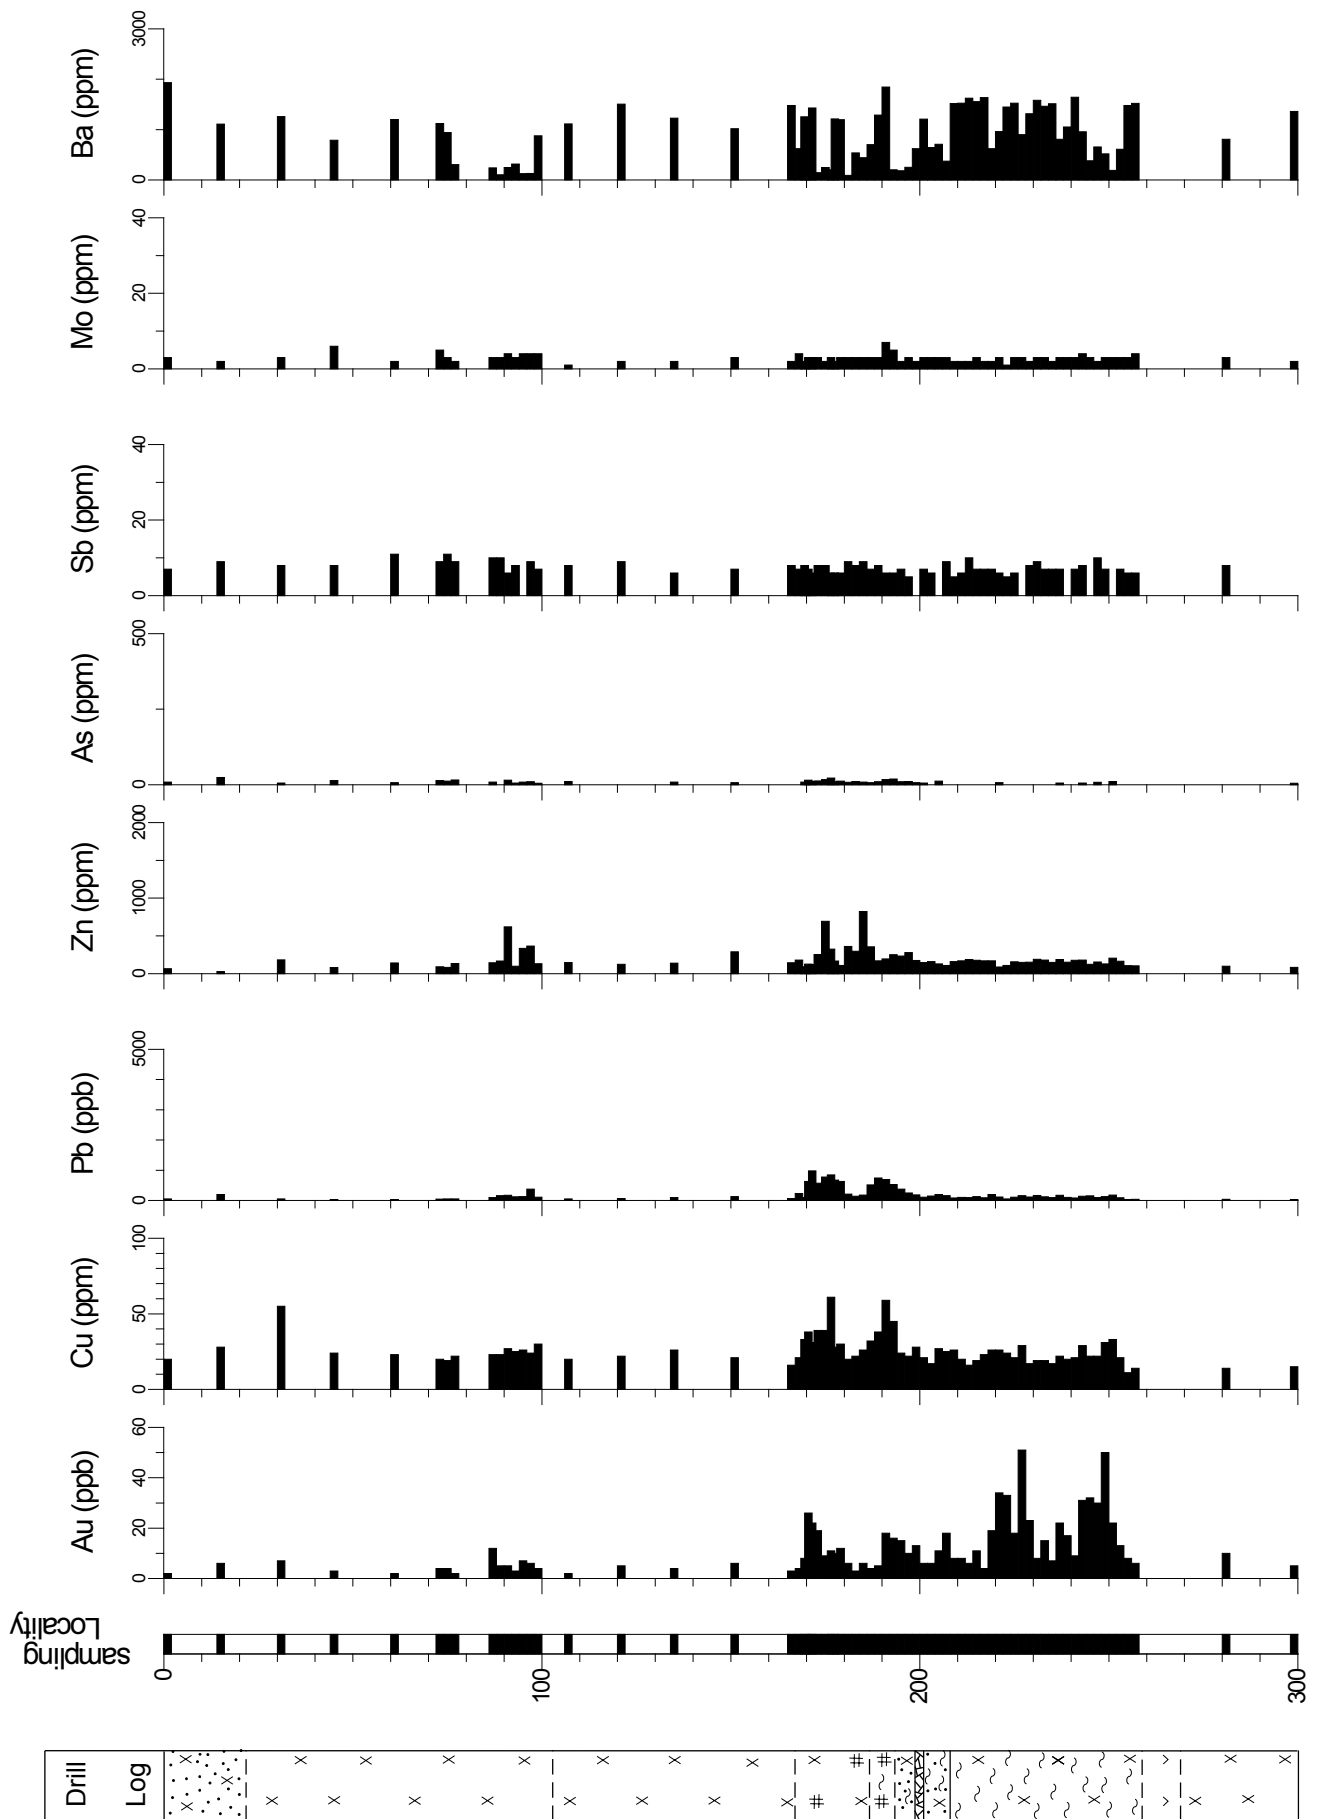 Drill
Log
sampling
Locality
Au (ppb)
Cu (ppm)
Pb (ppb)
Zn (ppm)
As (ppm)
Sb (ppm)
Mo (ppm)
Ba (ppm)
0 20 40 60
0 50 100
0 5000
0 1000 2000
0 500
0 20 40
0 20 40
0 3000
0
100
200
300